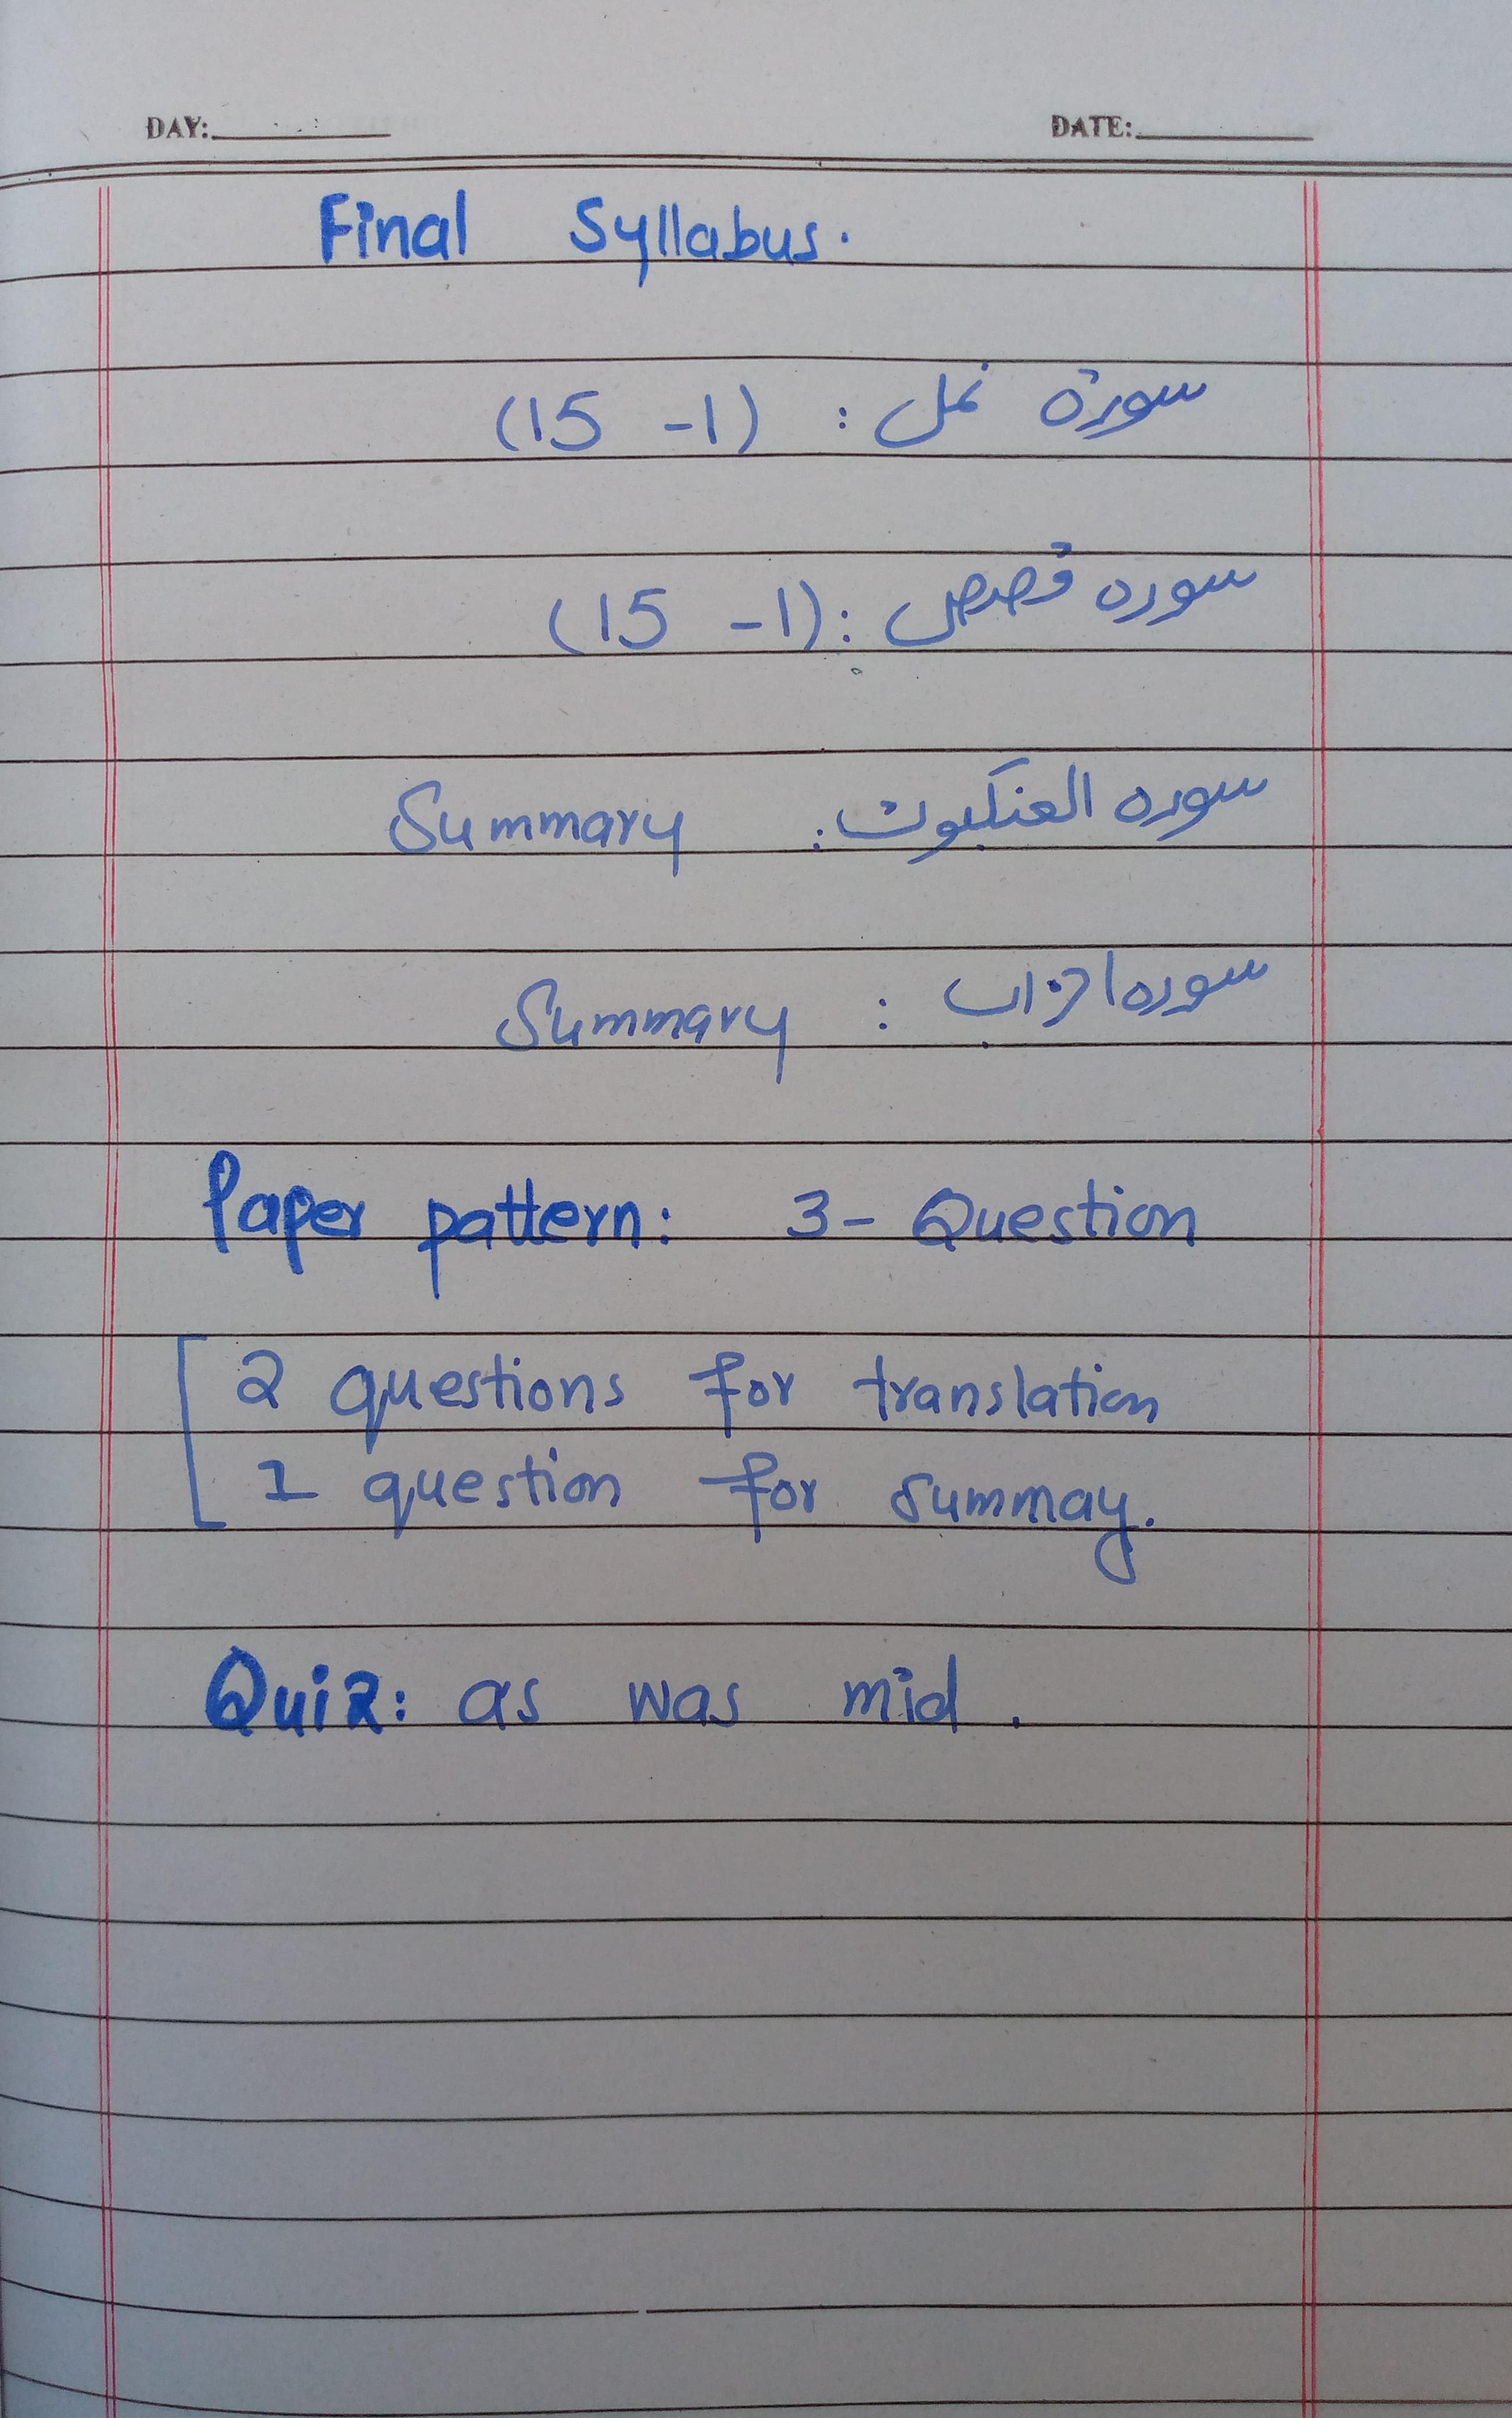 DAY: DATE:
Final Syllabus.
سورۃ نمل : (1- 15)
سورہ قصص : (1- 15)
سورہ العنکبوت: Summary
سورہ احزاب : Summary
Paper pattern: 3- Question
2 questions for translation
1 question for summay.
Quiz: as was mid.